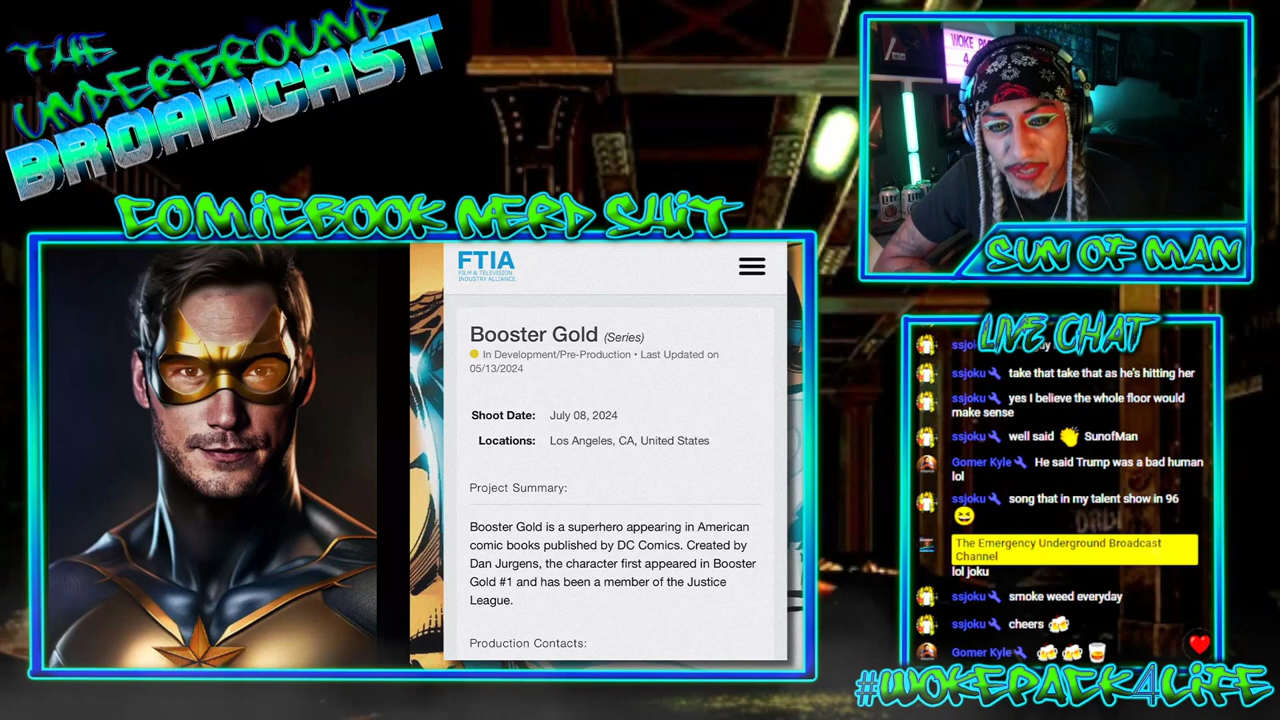 THE
UNDERGROUND
BROADCAST
COMICBOOK NERD SHIT
FTIA
FILM & TELEVISION
INDUSTRY ALLIANCE
Booster Gold (Series)
In Development/Pre-Production • Last Updated on
05/13/2024
Shoot Date: July 08, 2024
Locations: Los Angeles, CA, United States
Project Summary:
Booster Gold is a superhero appearing in American
comic books published by DC Comics. Created by
Dan Jurgens, the character first appeared in Booster
Gold #1 and has been a member of the Justice
League.
Production Contacts:
WOKE
SUN OF MAN
LIVE CHAT
ssjoku take that take that as he's hitting her
ssjoku yes I believe the whole floor would
make sense
ssjoku well said 👏 SunofMan
Gomer Kyle He said Trump was a bad human
lol
ssjoku song that in my talent show in 96
😆
The Emergency Underground Broadcast
Channel
lol joku
ssjoku smoke weed everyday
ssjoku cheers 🍻
Gomer Kyle 🍻 🍻 🥃
#WOKEPACK4LIFE